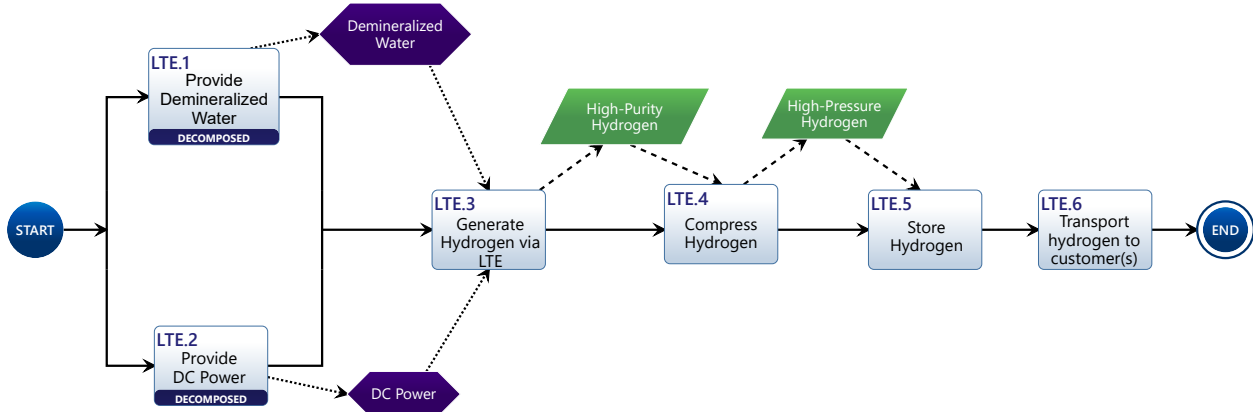 START
LTE.1
Provide
Demineralized
Water
DECOMPOSED
Demineralized
Water
LTE.2
Provide
DC Power
DECOMPOSED
DC Power
LTE.3
Generate
Hydrogen via
LTE
High-Purity
Hydrogen
LTE.4
Compress
Hydrogen
High-Pressure
Hydrogen
LTE.5
Store
Hydrogen
LTE.6
Transport
hydrogen to
customer(s)
END